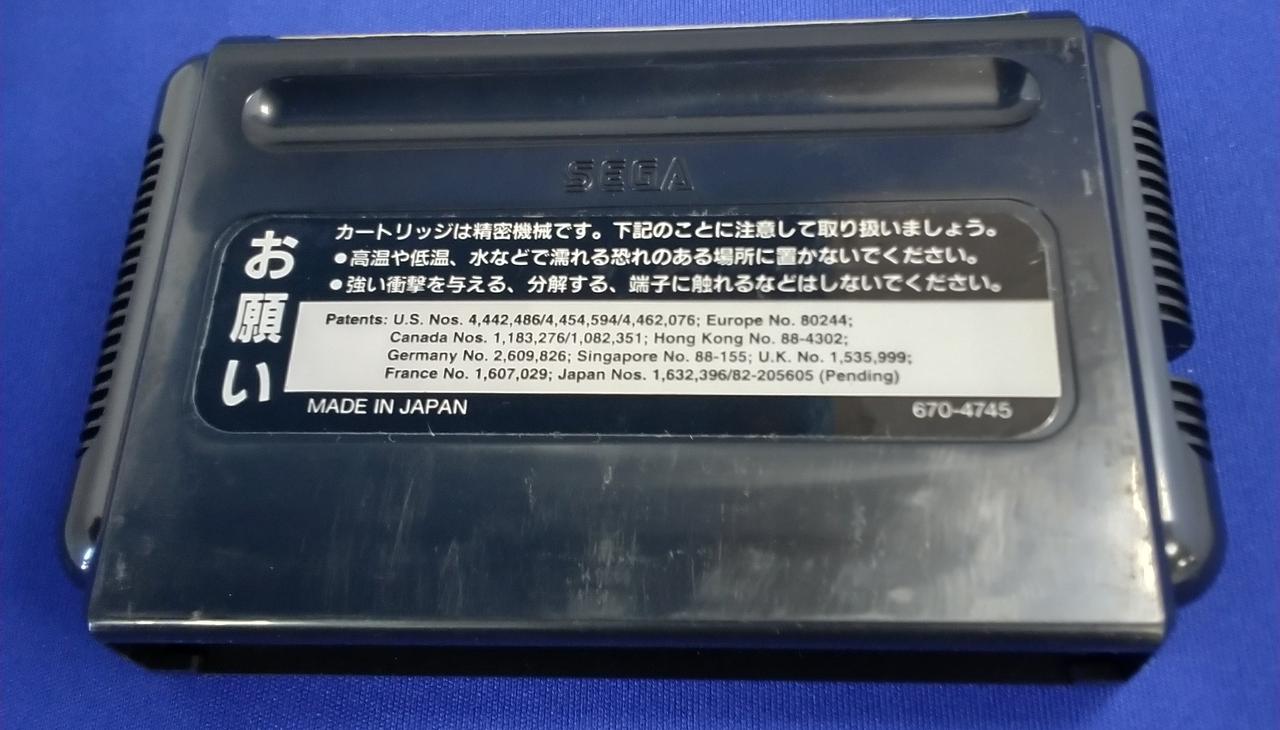 SEGA
お願い
カートリッジは精密機械です。下記のことに注意して取り扱いましょう。
●高温や低温、水などで濡れる恐れのある場所に置かないでください。
●強い衝撃を与える、分解する、端子に触れるなどはしないでください。
Patents: U.S. Nos. 4,442,486/4,454,594/4,462,076; Europe No. 80244;
Canada Nos. 1,183,276/1,082,351; Hong Kong No. 88-4302;
Germany No. 2,609,826; Singapore No. 88-155; U.K. No. 1,535,999;
France No. 1,607,029; Japan Nos. 1,632,396/82-205605 (Pending)
MADE IN JAPAN
670-4745